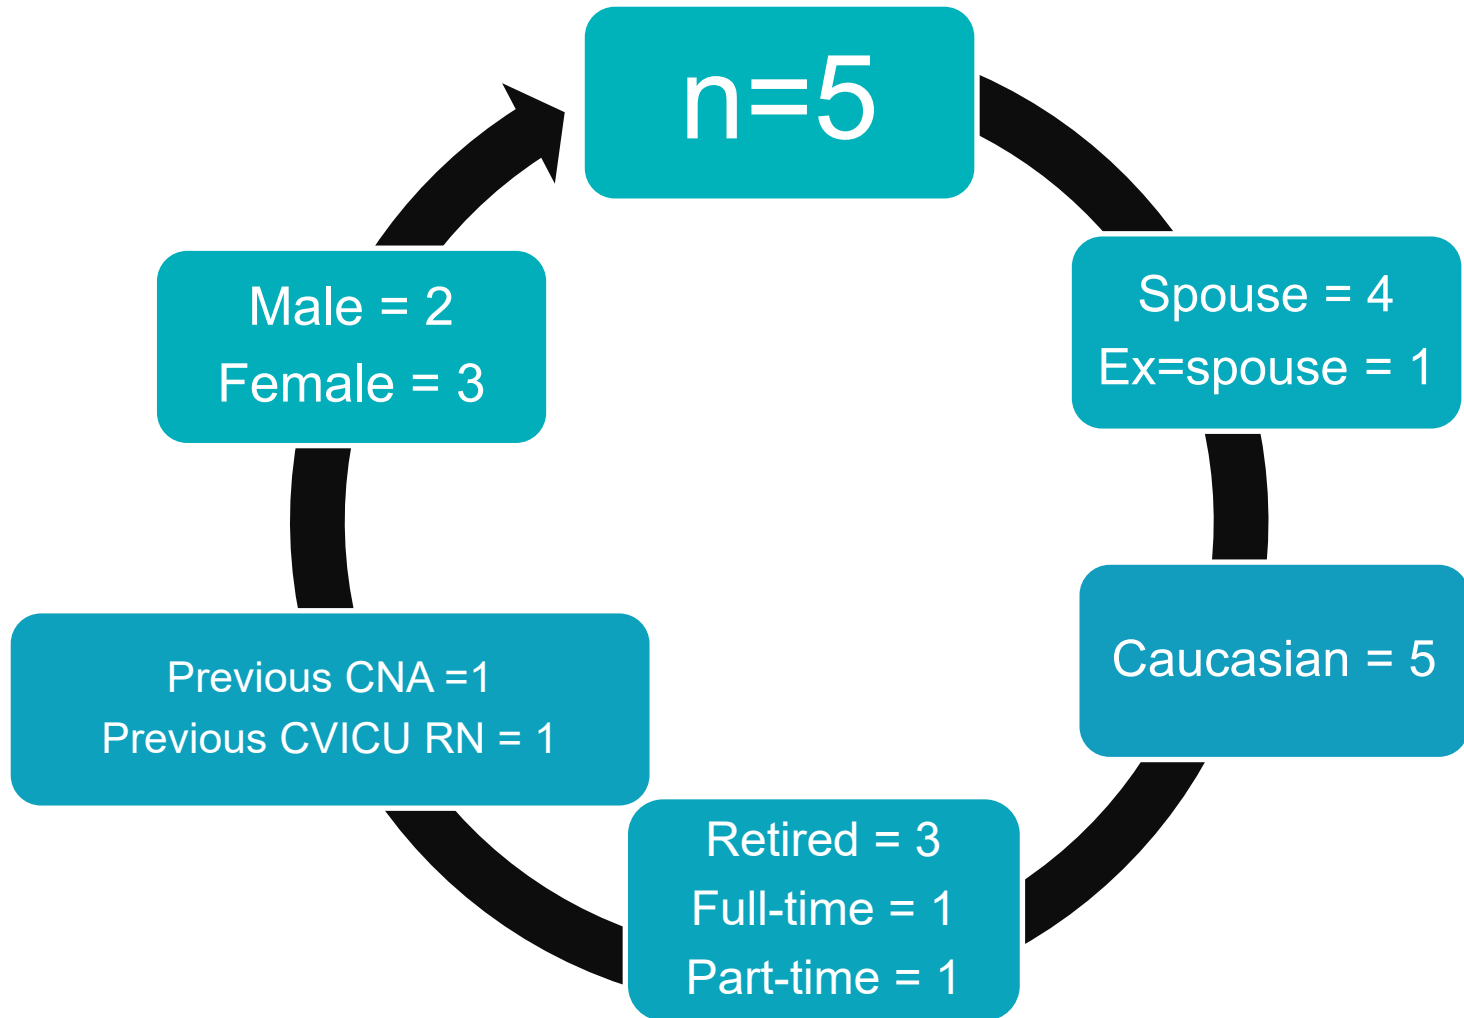 n=5
Spouse = 4
Ex=spouse = 1
Caucasian = 5
Retired = 3
Full-time = 1
Part-time = 1
Previous CNA =1
Previous CVICU RN = 1
Male = 2
Female = 3